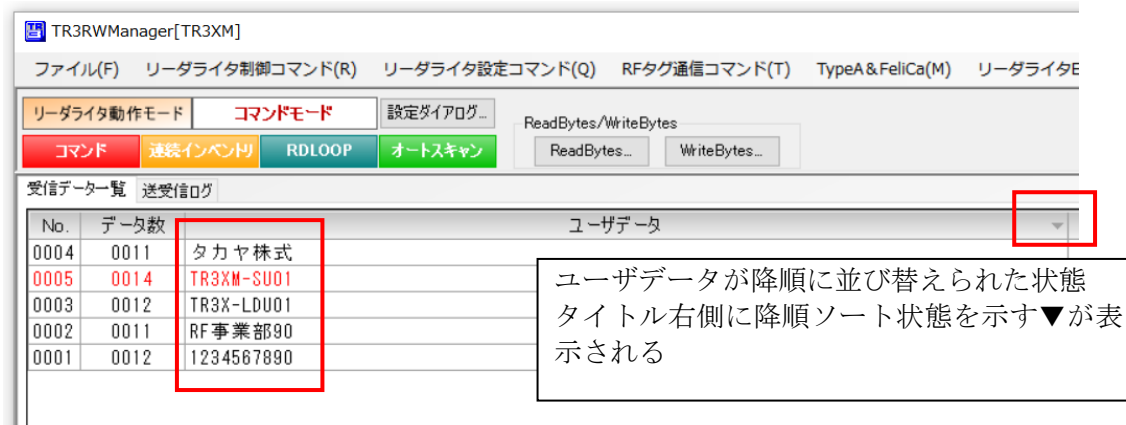 TR3RWManager[TR3XM]
ファイル(F) リーダライタ制御コマンド(R) リーダライタ設定コマンド(Q) RFタグ通信コマンド(T) TypeA&FeliCa(M) リーダライタE
リーダライタ動作モード コマンドモード 設定ダイアログ... ReadBytes/WriteBytes
コマンド 連続インベントリ RDLOOP オートスキャン ReadBytes... WriteBytes...
受信データ一覧 送受信ログ
No. データ数 ユーザデータ
0004 0011 タカヤ株式
0005 0014 TR3XM-SU01
0003 0012 TR3X-LDU01
0002 0011 RF事業部90
0001 0012 1234567890
ユーザデータが降順に並び替えられた状態
タイトル右側に降順ソート状態を示す▼が表
示される